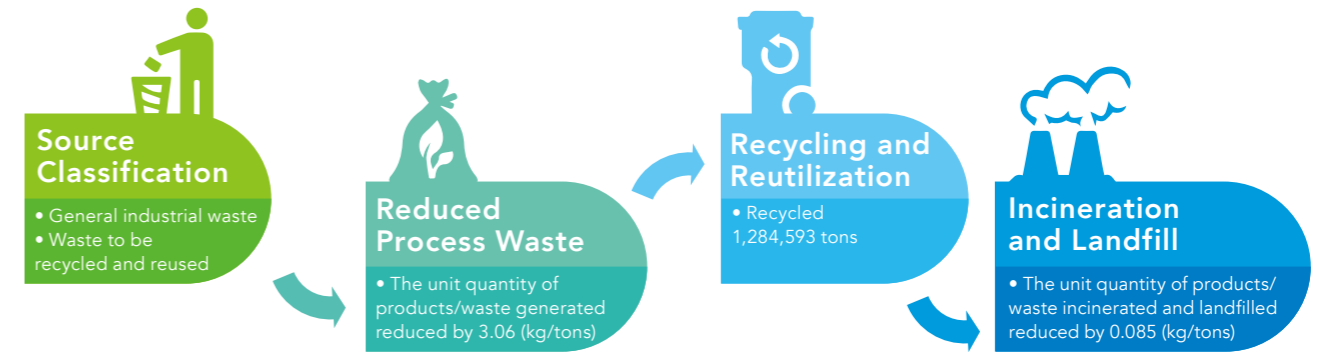 Source
Classification
• General industrial waste
• Waste to be
recycled and reused
Reduced
Process Waste
• The unit quantity of
products/waste generated
reduced by 3.06 (kg/tons)
Recycling and
Reutilization
• Recycled
1,284,593 tons
Incineration
and Landfill
• The unit quantity of products/
waste incinerated and landfilled
reduced by 0.085 (kg/tons)